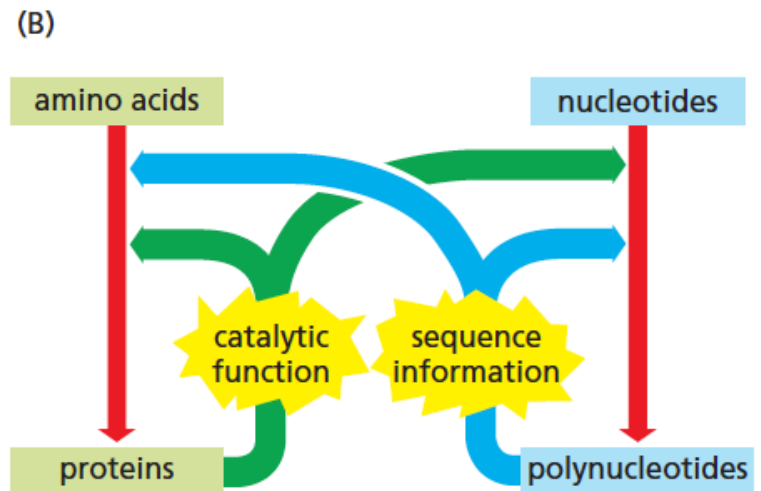 (B)
amino acids
nucleotides
catalytic
function
sequence
information
proteins
polynucleotides